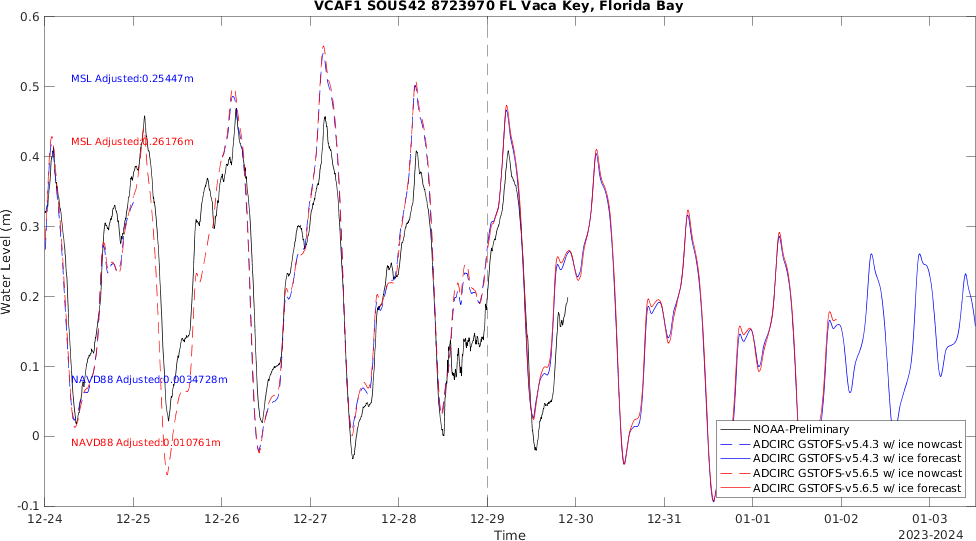 VCAF1 SOUS42 8723970 FL Vaca Key, Florida Bay
0.6
0.5
0.4
0.3
0.2
0.1
0
-0.1
Water Level (m)
MSL Adjusted:0.25447m
MSL Adjusted:0.26176m
NAVD88 Adjusted:0.0034728m
NAVD88 Adjusted:0.010761m
NOAA-Preliminary
ADCIRC GSTOFS-v5.4.3 w/ ice nowcast
ADCIRC GSTOFS-v5.4.3 w/ ice forecast
ADCIRC GSTOFS-v5.6.5 w/ ice nowcast
ADCIRC GSTOFS-v5.6.5 w/ ice forecast
12-24 12-25 12-26 12-27 12-28 12-29 12-30 12-31 01-01 01-02 01-03
Time
2023-2024